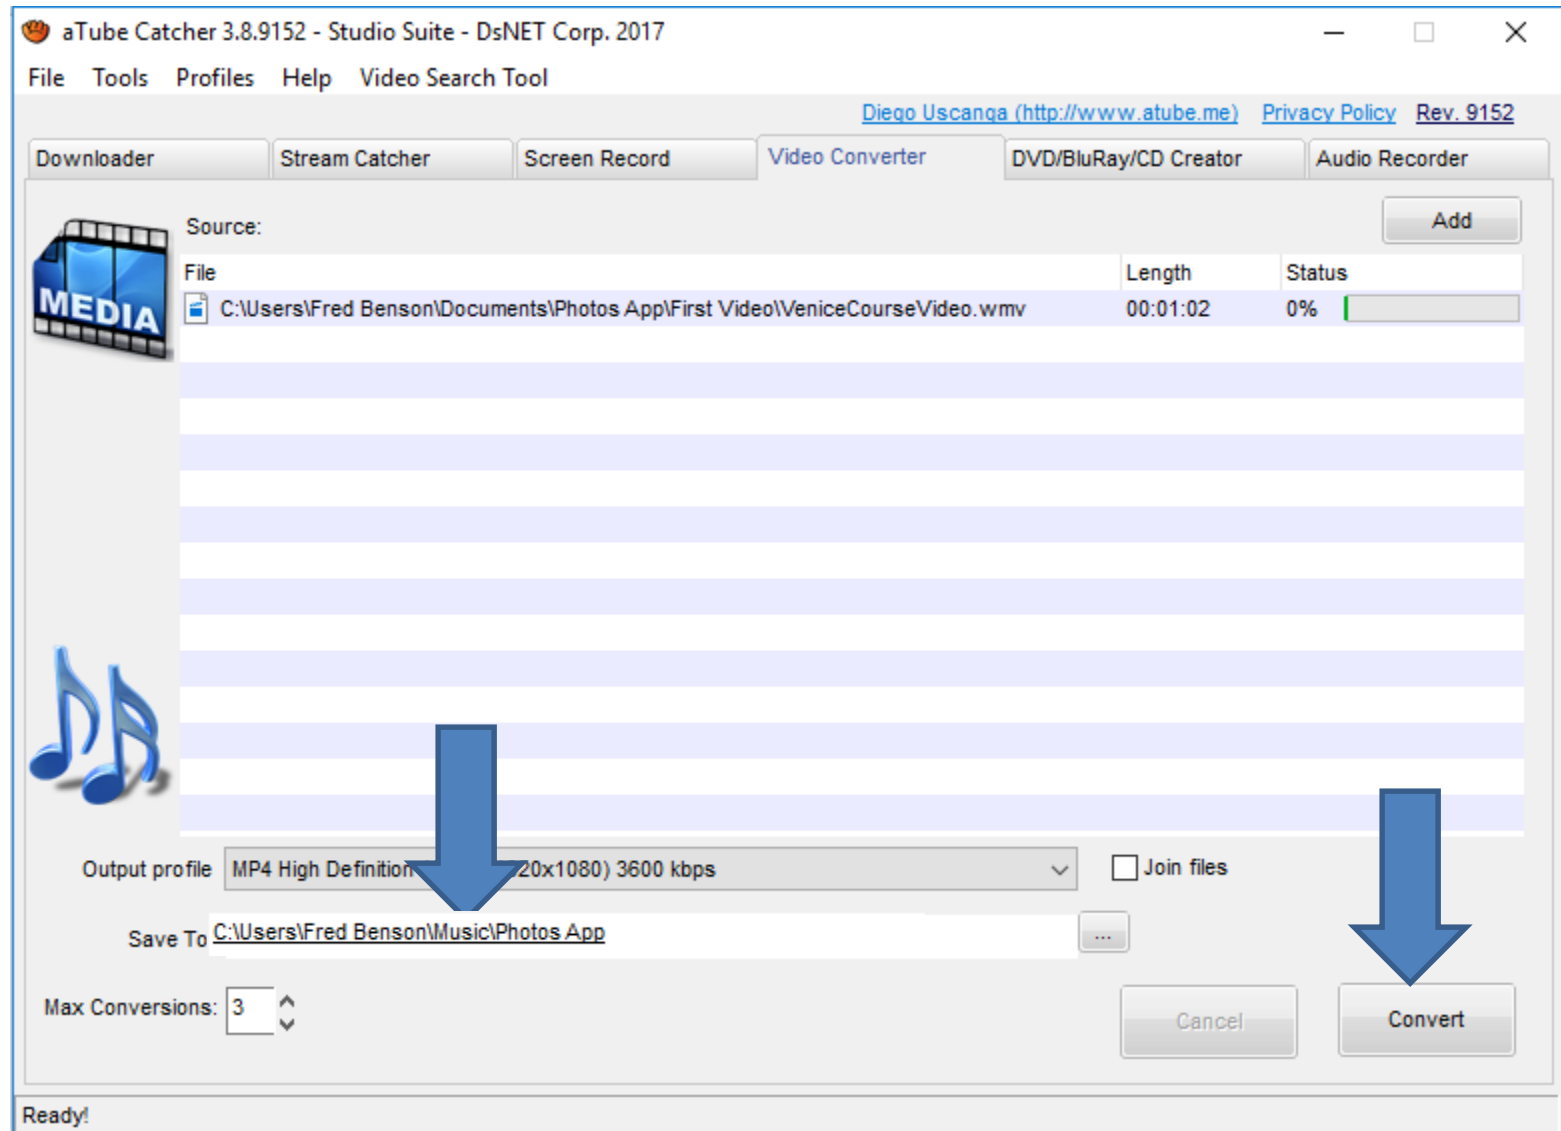 aTube Catcher 3.8.9152 - Studio Suite - DsNET Corp. 2017
File Tools Profiles Help Video Search Tool
Diego Uscanga (http://www.atube.me) Privacy Policy Rev. 9152
Downloader Stream Catcher Screen Record Video Converter DVD/BluRay/CD Creator Audio Recorder
MEDIA
Source: Add
File Length Status
C:\Users\Fred Benson\Documents\Photos App\First Video\VeniceCourseVideo.wmv 00:01:02 0%
Output profile MP4 High Definition 20x1080) 3600 kbps Join files
Save To C:\Users\Fred Benson\Music\Photos App ...
Max Conversions: 3 Cancel Convert
Ready!